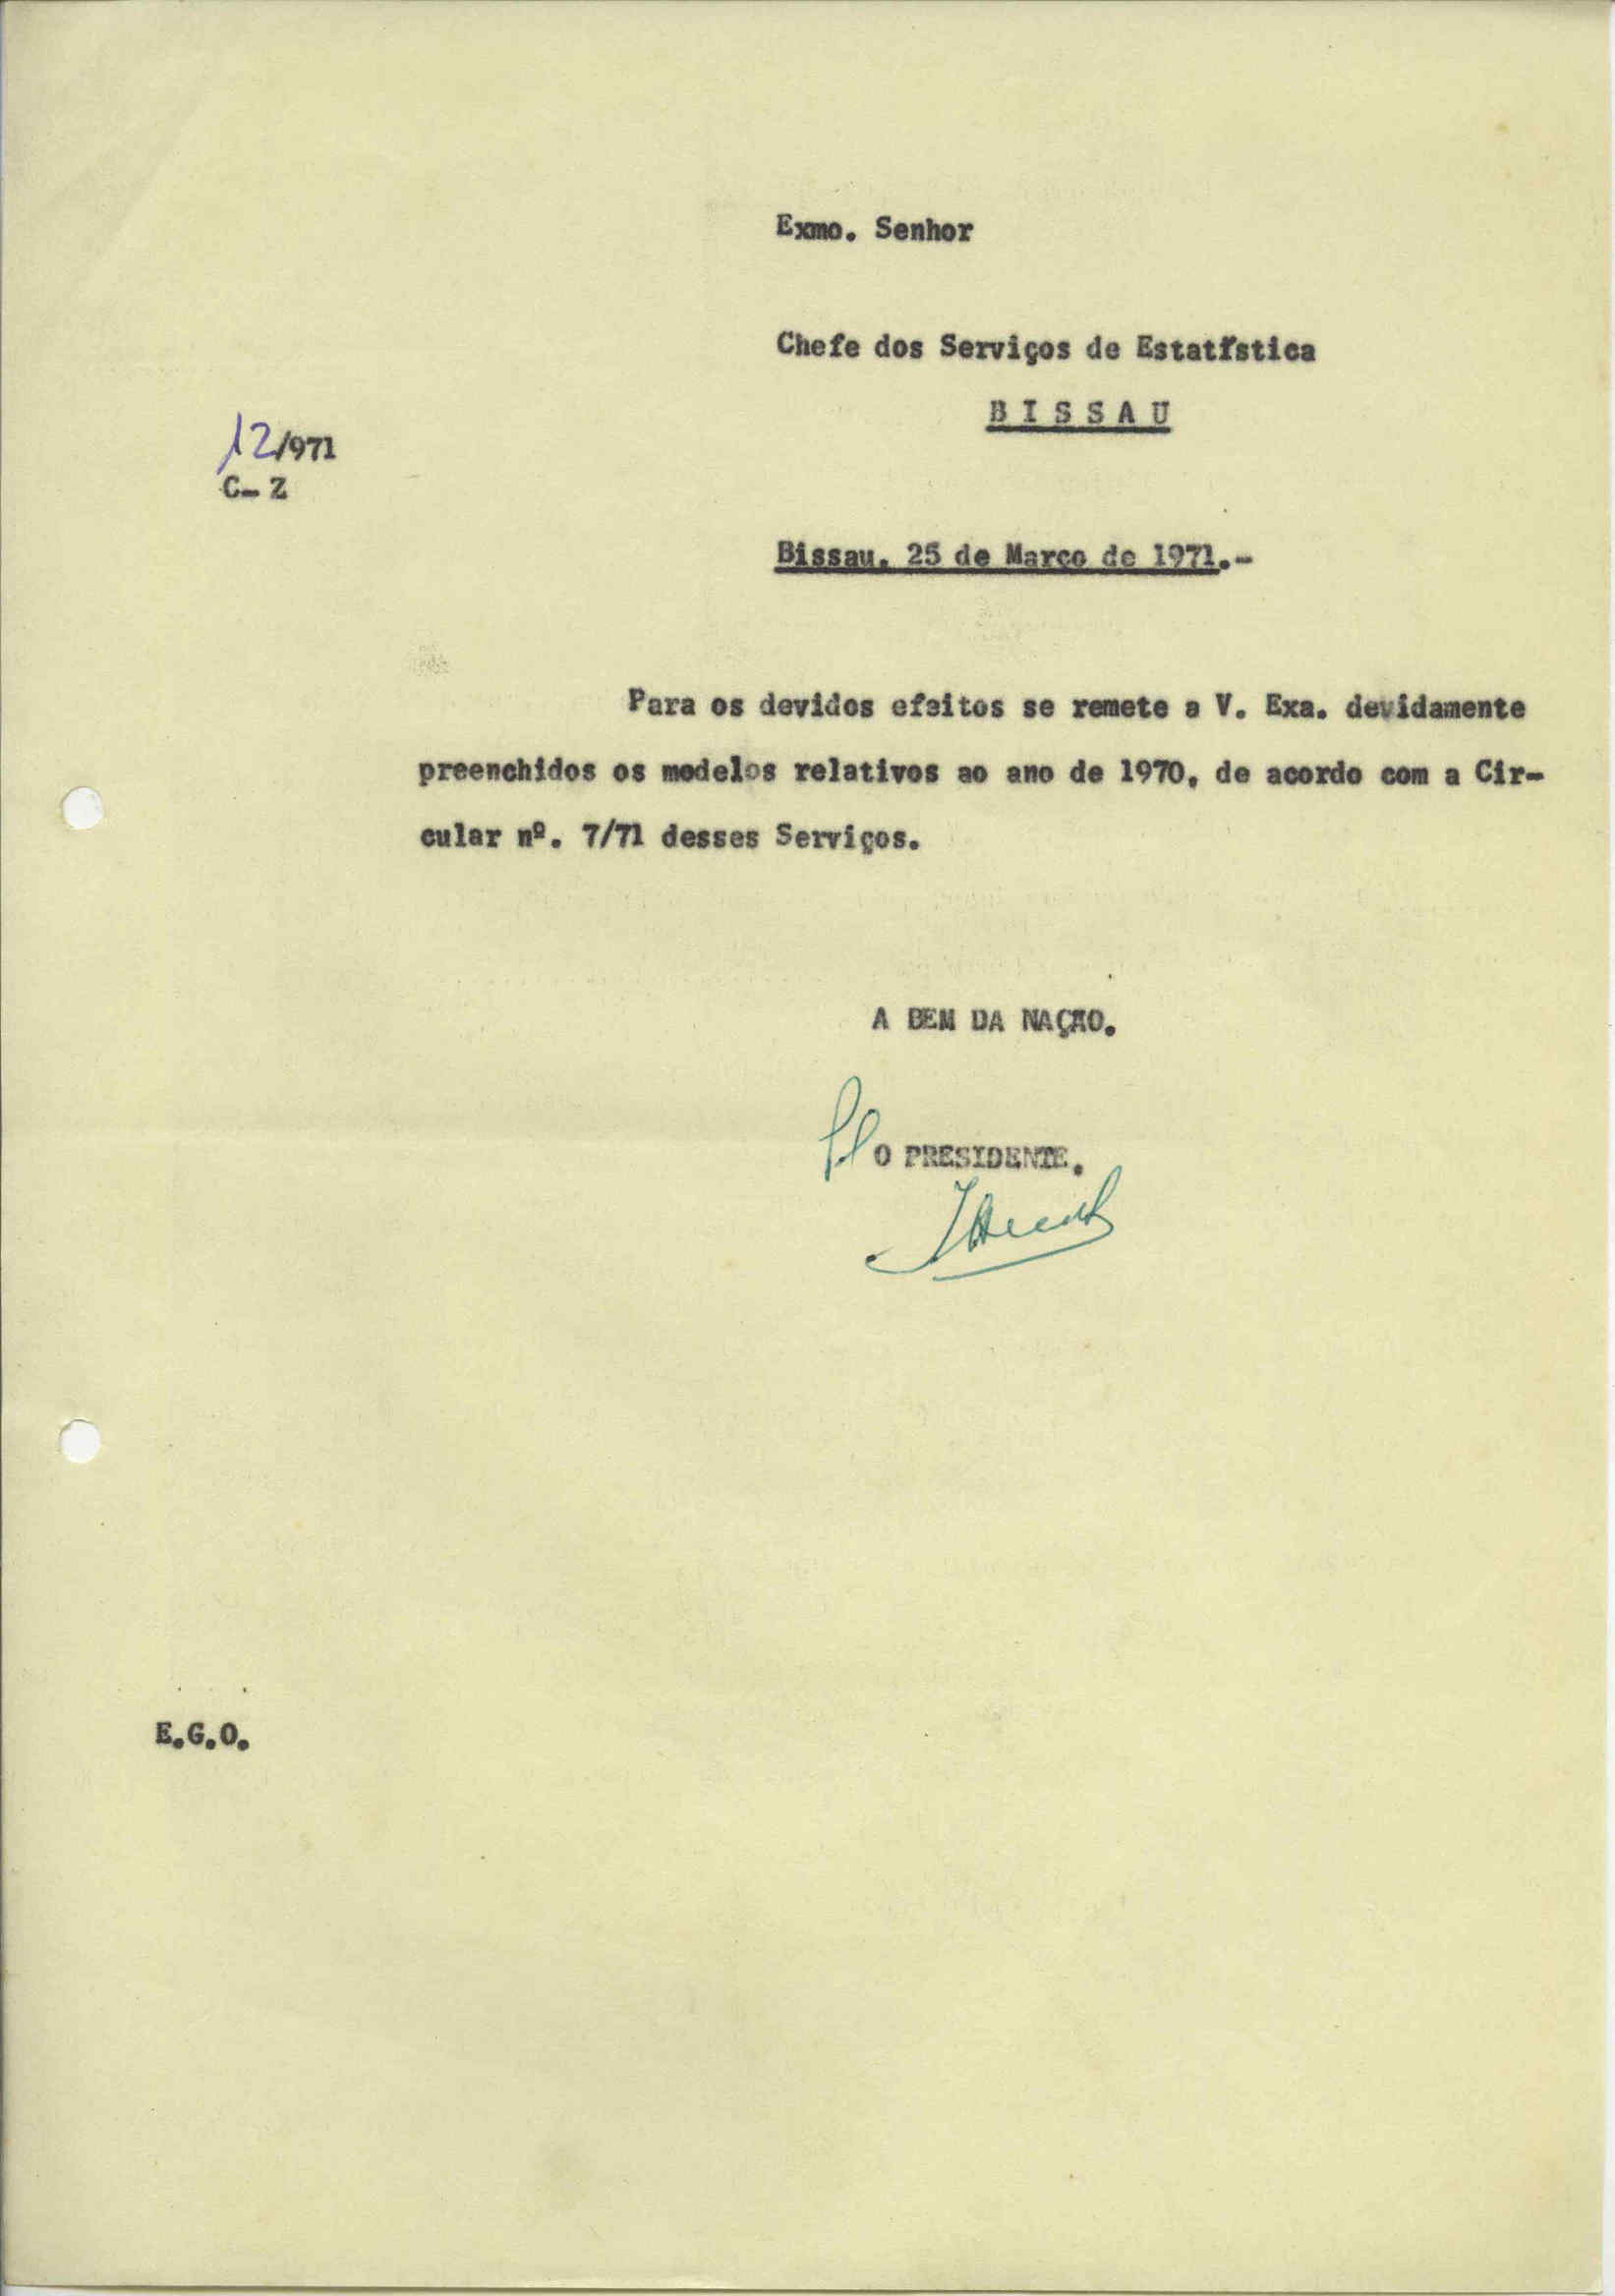 Exmo. Senhor
Chefe dos Serviços de Estatística
BISSAU
12/971
C- Z
Bissau, 25 de Março de 1971.-
Para os devidos efeitos se remete a V. Exa. devidamente
preenchidos os modelos relativos ao ano de 1970, de acordo com a Cir-
cular nº. 7/71 desses Serviços.
A BEM DA NAÇÃO.
O PRESIDENTE.
E.G.O.